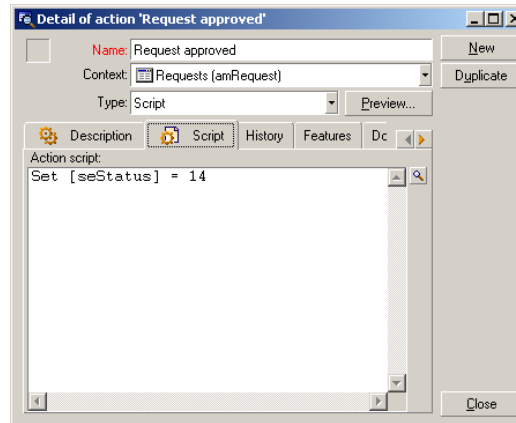 Detail of action 'Request approved'
Name: Request approved
New
Context: Requests (amRequest)
Duplicate
Type: Script
Preview...
Description Script History Features Dc
Action script:
Set [seStatus] = 14
Close